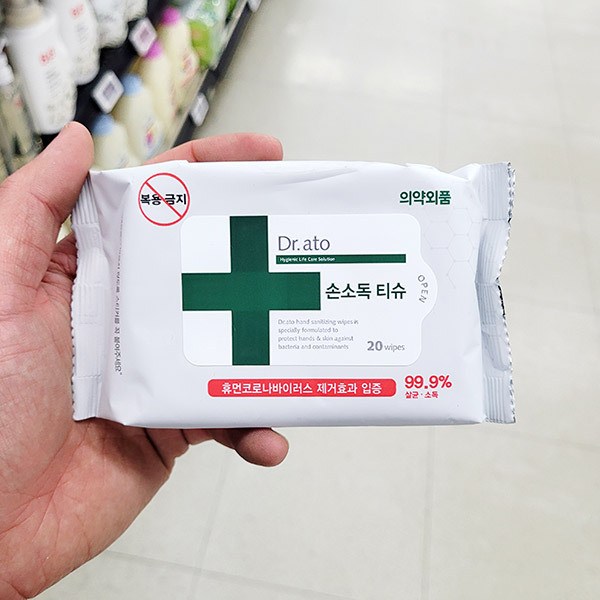 복용 금지
의약외품
Dr. ato
Hygienic Life Care Solution
손소독 티슈
OPEN
Dr.ato hand sanitizing wipes is
specially formulated to
protect hands & skin against
bacteria and contaminants
20 wipes
휴먼코로나바이러스 제거효과 입증
99.9%
살균·소독